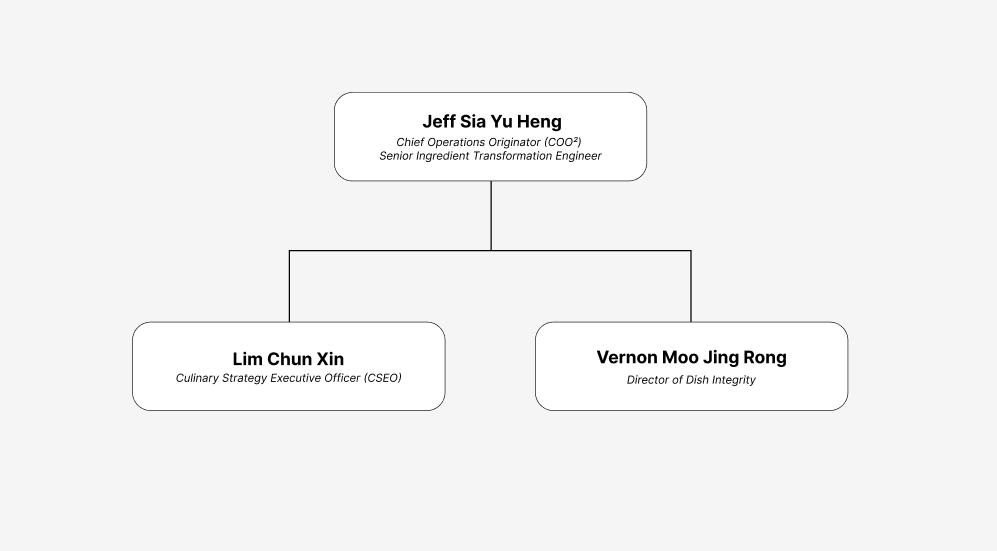 Jeff Sia Yu Heng
Chief Operations Originator (COO²)
Senior Ingredient Transformation Engineer
Lim Chun Xin
Culinary Strategy Executive Officer (CSEO)
Vernon Moo Jing Rong
Director of Dish Integrity